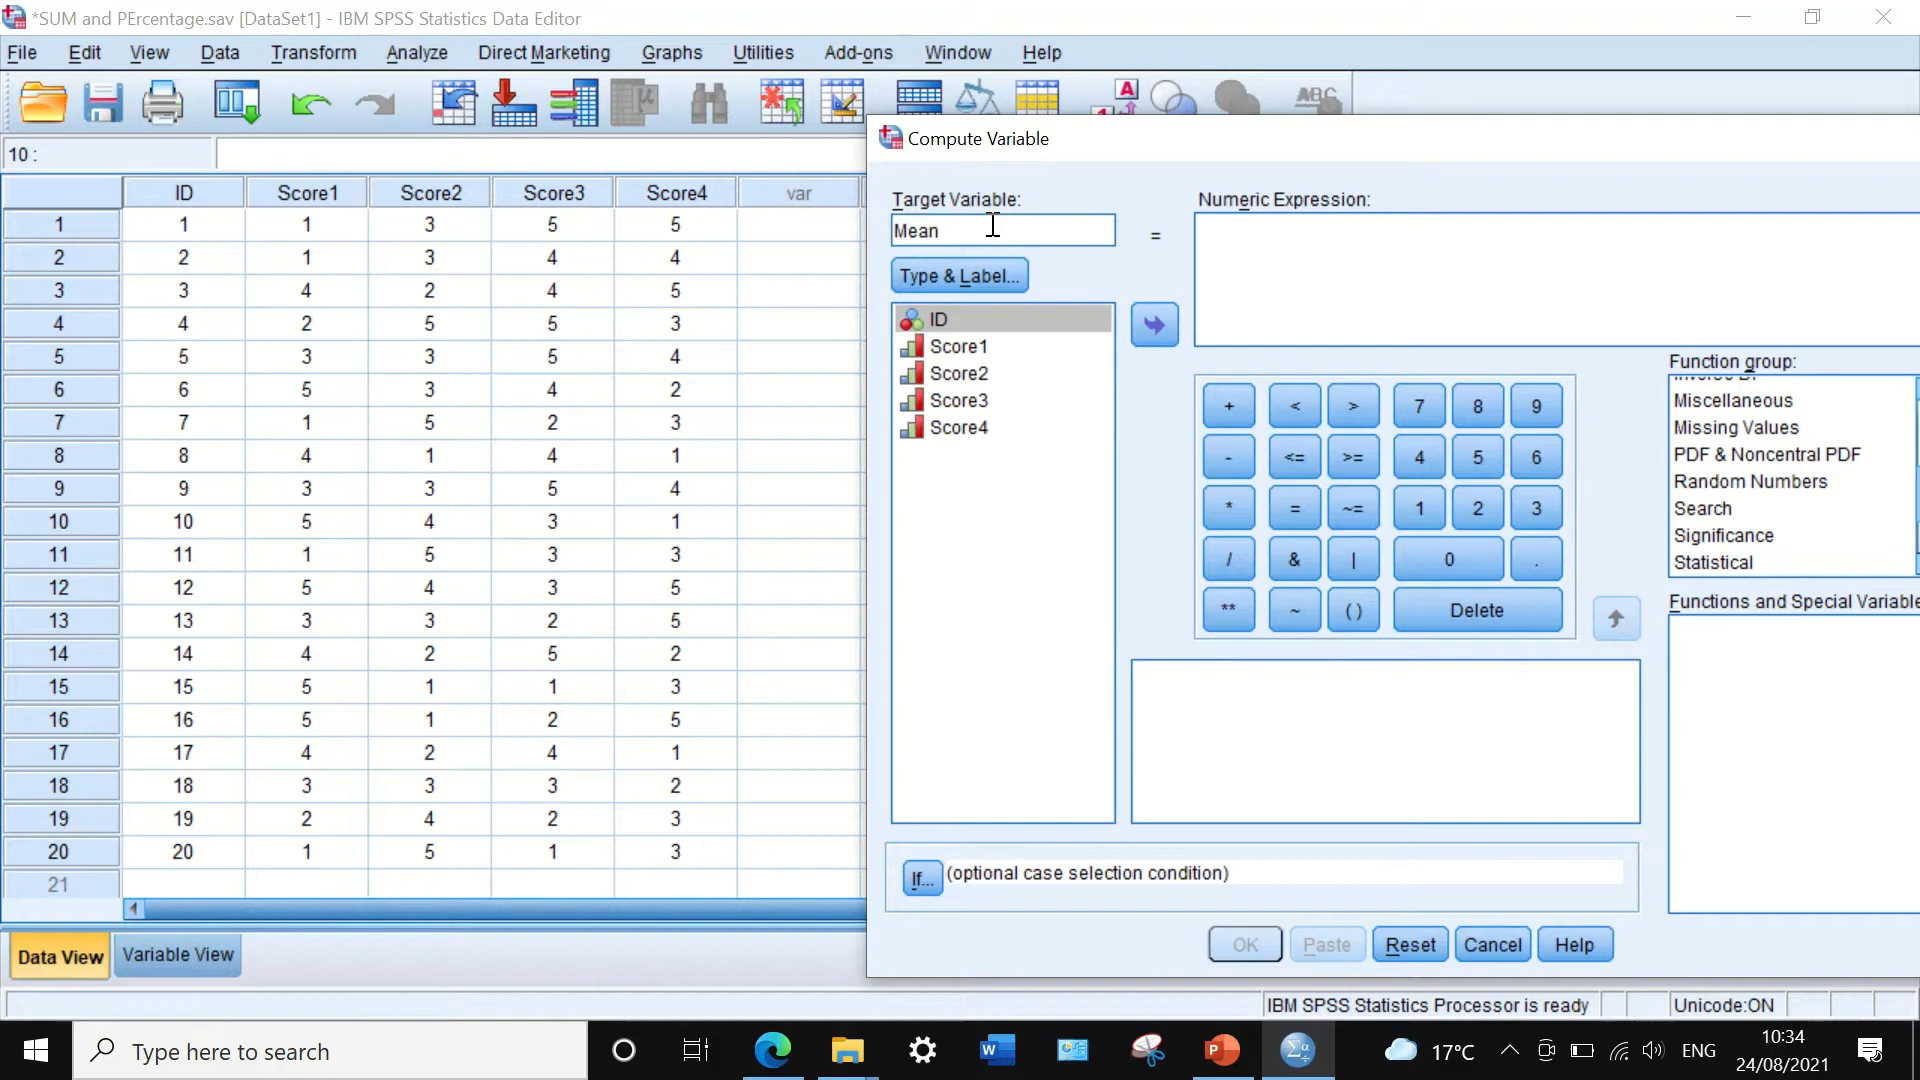 *SUM and PErcentage.sav [DataSet1] - IBM SPSS Statistics Data Editor
File Edit View Data Transform Analyze Direct Marketing Graphs Utilities Add-ons Window Help
A
1
ABC
μ
10 :
ID Score1 Score2 Score3 Score4 var
1 1 1 3 5 5
2 2 1 3 4 4
3 3 4 2 4 5
4 4 2 5 5 3
5 5 3 3 5 4
6 6 5 3 4 2
7 7 1 5 2 3
8 8 4 1 4 1
9 9 3 3 5 4
10 10 5 4 3 1
11 11 1 5 3 3
12 12 5 4 3 5
13 13 3 3 2 5
14 14 4 2 5 2
15 15 5 1 1 3
16 16 5 1 2 5
17 17 4 2 4 1
18 18 3 3 3 2
19 19 2 4 2 3
20 20 1 5 1 3
21
Data View Variable View
Compute Variable
Target Variable:
Mean
=
Numeric Expression:
Type & Label...
ID
Score1
Score2
Score3
Score4
+ < > 7 8 9
- <= >= 4 5 6
* = ~= 1 2 3
/ & | 0 .
** ~ ( ) Delete
Function group:
Miscellaneous
Missing Values
PDF & Noncentral PDF
Random Numbers
Search
Significance
Statistical
Functions and Special Variable
If... (optional case selection condition)
OK Paste Reset Cancel Help
IBM SPSS Statistics Processor is ready Unicode:ON
Type here to search
17°C ENG
10:34
24/08/2021